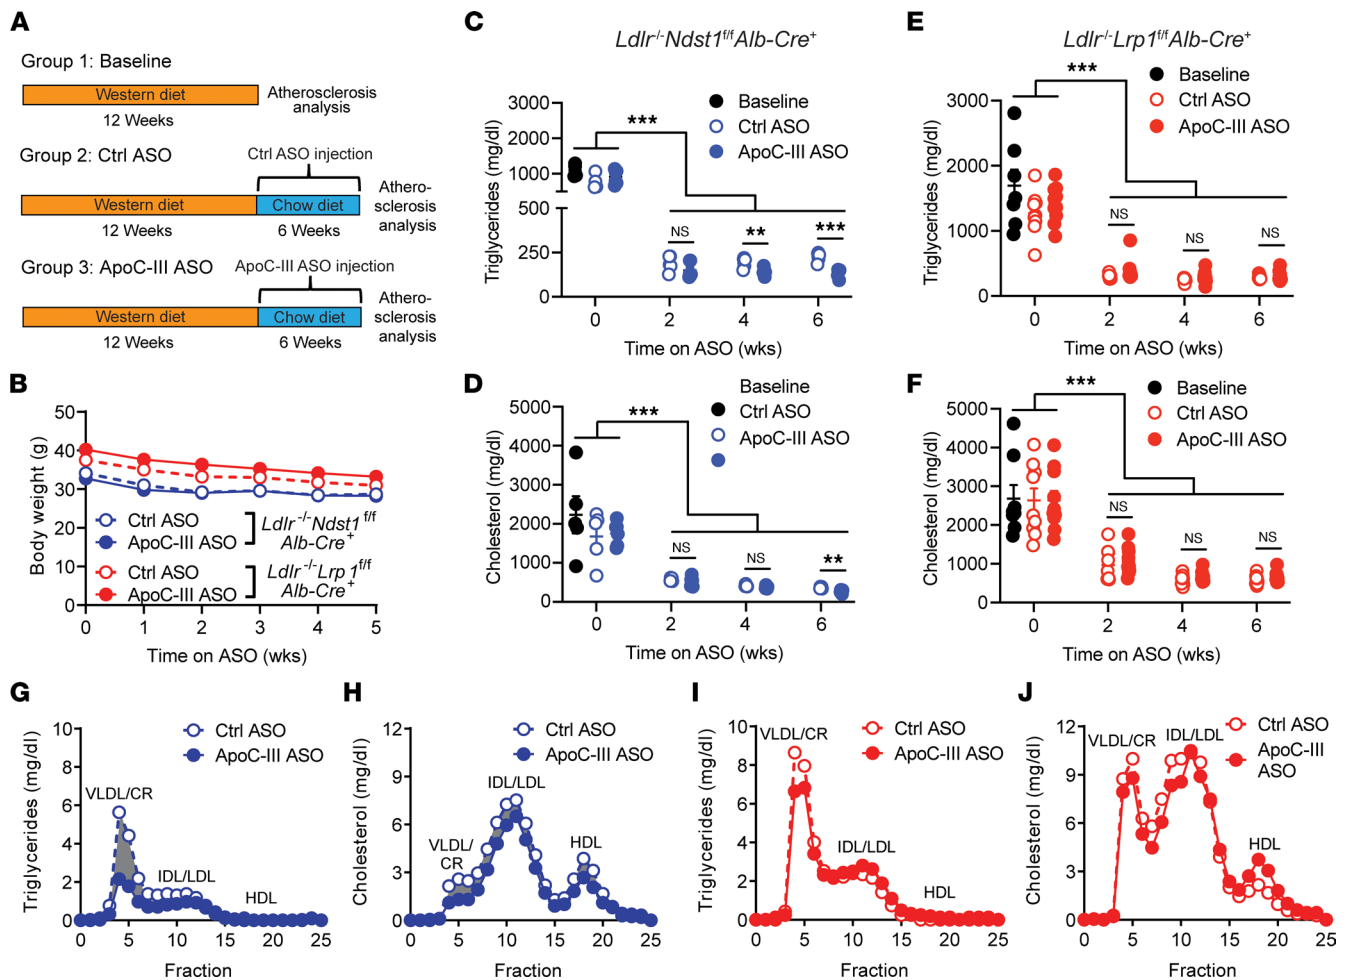 A
Group 1: Baseline
Western diet
12 Weeks
Atherosclerosis
analysis
Group 2: Ctrl ASO
Ctrl ASO injection
Western diet
Chow diet
12 Weeks
6 Weeks
Athero-
sclerosis
analysis
Group 3: ApoC-III ASO
ApoC-III ASO injection
Western diet
Chow diet
12 Weeks
6 Weeks
Athero-
sclerosis
analysis
B
Body weight (g)
50
40
30
20
10
0
Ctrl ASO
ApoC-III ASO
Ldlr-/-Ndst1f/f
Alb-Cre+
Ctrl ASO
ApoC-III ASO
Ldlr-/-Lrp1f/f
Alb-Cre+
0 1 2 3 4 5
Time on ASO (wks)
C
Ldlr-/-Ndst1f/fAlb-Cre+
Triglycerides (mg/dl)
3000
2000
1000
500
250
0
Baseline
Ctrl ASO
ApoC-III ASO
***
NS
**
***
0 2 4 6
Time on ASO (wks)
D
Cholesterol (mg/dl)
5000
4000
3000
2000
1000
0
Baseline
Ctrl ASO
ApoC-III ASO
***
NS
NS
**
0 2 4 6
Time on ASO (wks)
E
Ldlr-/-Lrp1f/fAlb-Cre+
Triglycerides (mg/dl)
3000
2000
1000
0
Baseline
Ctrl ASO
ApoC-III ASO
***
NS
NS
NS
0 2 4 6
Time on ASO (wks)
F
Cholesterol (mg/dl)
5000
4000
3000
2000
1000
0
Baseline
Ctrl ASO
ApoC-III ASO
***
NS
NS
NS
0 2 4 6
Time on ASO (wks)
G
Triglycerides (mg/dl)
10
8
6
4
2
0
Ctrl ASO
ApoC-III ASO
VLDL/CR
IDL/LDL
HDL
0 5 10 15 20 25
Fraction
H
Cholesterol (mg/dl)
12
9
6
3
0
Ctrl ASO
ApoC-III ASO
IDL/LDL
VLDL/
CR
HDL
0 5 10 15 20 25
Fraction
I
Triglycerides (mg/dl)
10
8
6
4
2
0
Ctrl ASO
ApoC-III ASO
VLDL/CR
IDL/LDL
HDL
0 5 10 15 20 25
Fraction
J
Cholesterol (mg/dl)
12
9
6
3
0
Ctrl ASO
ApoC-III
ASO
VLDL/CR
IDL/LDL
HDL
0 5 10 15 20 25
Fraction